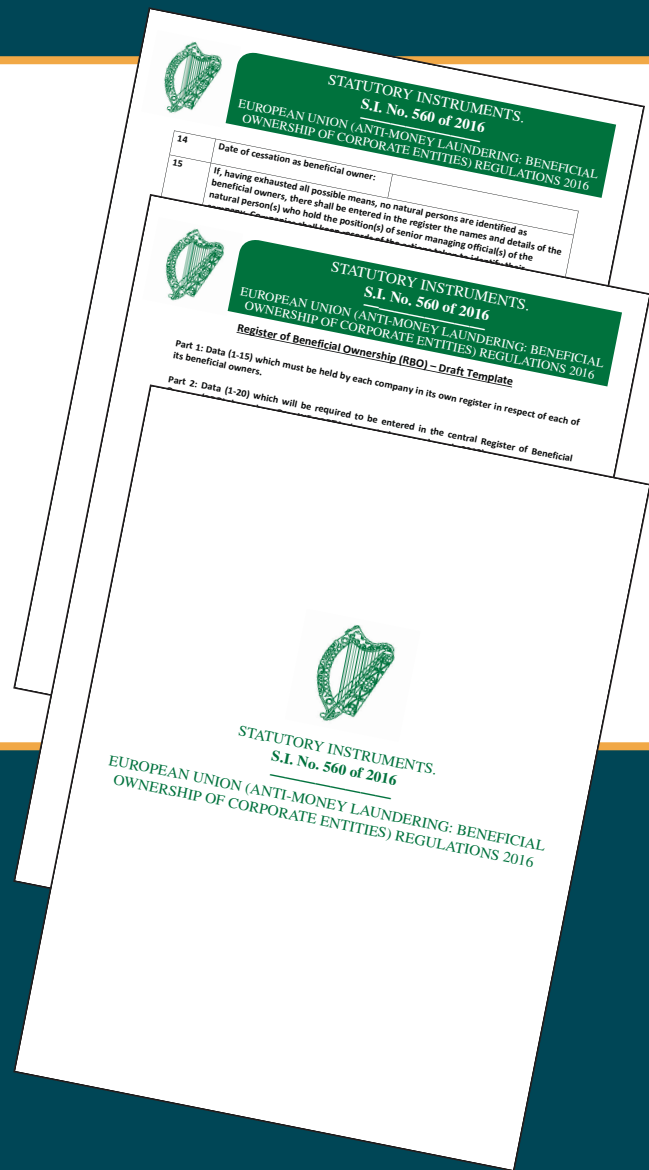 STATUTORY INSTRUMENTS.
S.I. No. 560 of 2016
EUROPEAN UNION (ANTI-MONEY LAUNDERING: BENEFICIAL
OWNERSHIP OF CORPORATE ENTITIES) REGULATIONS 2016
14 Date of cessation as beneficial owner:
15 If, having exhausted all possible means, no natural persons are identified as
beneficial owners, there shall be entered in the register the names and details of the
natural person(s) who hold the position(s) of senior managing official(s) of the
STATUTORY INSTRUMENTS.
S.I. No. 560 of 2016
EUROPEAN UNION (ANTI-MONEY LAUNDERING: BENEFICIAL
OWNERSHIP OF CORPORATE ENTITIES) REGULATIONS 2016
Register of Beneficial Ownership (RBO) – Draft Template
Part 1: Data (1-15) which must be held by each company in its own register in respect of each of
its beneficial owners.
Part 2: Data (1-20) which will be required to be entered in the central Register of Beneficial
STATUTORY INSTRUMENTS.
S.I. No. 560 of 2016
EUROPEAN UNION (ANTI-MONEY LAUNDERING: BENEFICIAL
OWNERSHIP OF CORPORATE ENTITIES) REGULATIONS 2016